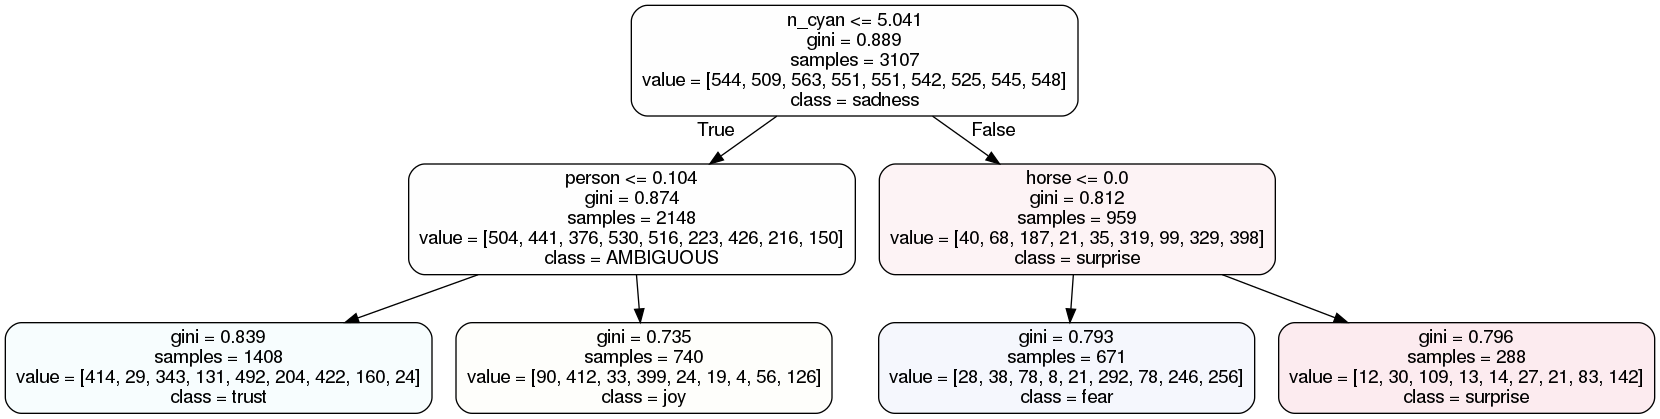 n_cyan <= 5.041
gini = 0.889
samples = 3107
value = [544, 509, 563, 551, 551, 542, 525, 545, 548]
class = sadness
True
False
person <= 0.104
gini = 0.874
samples = 2148
value = [504, 441, 376, 530, 516, 223, 426, 216, 150]
class = AMBIGUOUS
horse <= 0.0
gini = 0.812
samples = 959
value = [40, 68, 187, 21, 35, 319, 99, 329, 398]
class = surprise
gini = 0.839
samples = 1408
value = [414, 29, 343, 131, 492, 204, 422, 160, 24]
class = trust
gini = 0.735
samples = 740
value = [90, 412, 33, 399, 24, 19, 4, 56, 126]
class = joy
gini = 0.793
samples = 671
value = [28, 38, 78, 8, 21, 292, 78, 246, 256]
class = fear
gini = 0.796
samples = 288
value = [12, 30, 109, 13, 14, 27, 21, 83, 142]
class = surprise